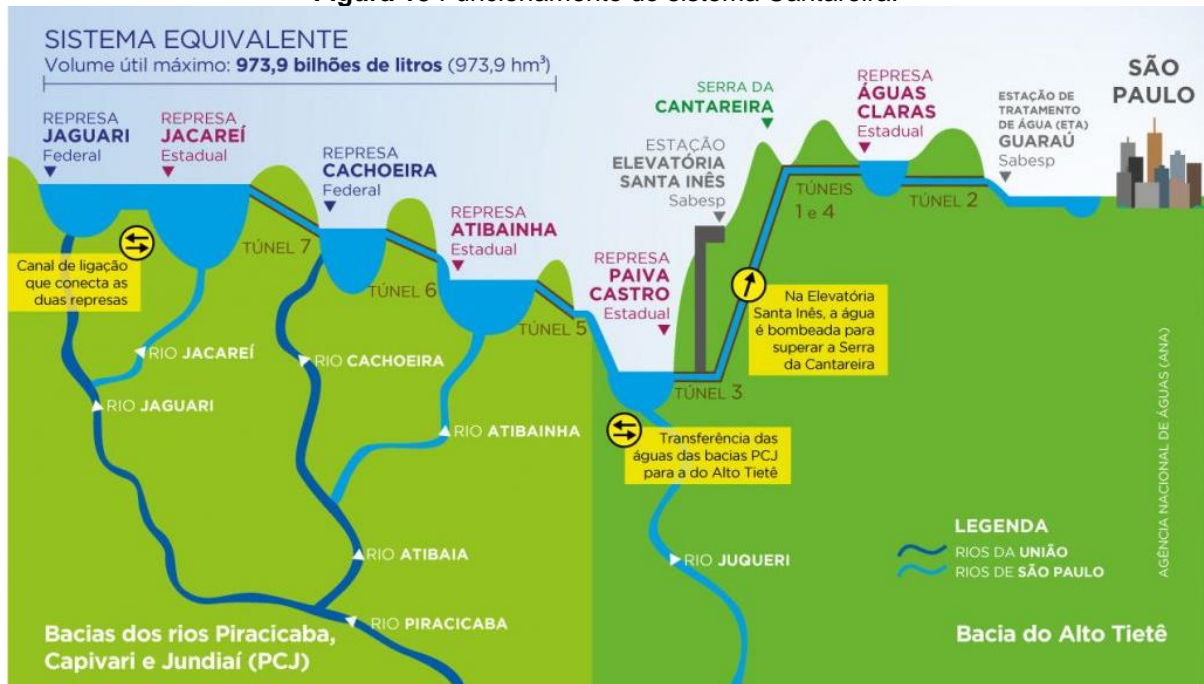 Figura 13 Funcionamento do sistema Cantareira.
SISTEMA EQUIVALENTE
Volume útil máximo: 973,9 bilhões de litros (973,9 hm³)
REPRESA
JAGUARI
Federal
REPRESA
JACAREÍ
Estadual
REPRESA
CACHOEIRA
Federal
REPRESA
ATIBAINHA
Estadual
REPRESA
PAIVA
CASTRO
Estadual
ESTAÇÃO
ELEVATÓRIA
SANTA INÊS
Sabesp
SERRA DA
CANTAREIRA
REPRESA
ÁGUAS
CLARAS
Estadual
ESTAÇÃO DE
TRATAMENTO
DE ÁGUA (ETA)
GUARAÚ
Sabesp
SÃO
PAULO
Canal de ligação
que conecta as
duas represas
TÚNEL 7
TÚNEL 6
TÚNEL 5
TÚNEL 3
TÚNEIS
1 e 4
TÚNEL 2
Na Elevatória
Santa Inês, a água
é bombeada para
superar a Serra
da Cantareira
Transferência das
águas das bacias PCJ
para a do Alto Tietê
RIO JACAREÍ
RIO JAGUARI
RIO CACHOEIRA
RIO ATIBAINHA
RIO ATIBAIA
RIO PIRACICABA
RIO JUQUERI
LEGENDA
RIOS DA UNIÃO
RIOS DE SÃO PAULO
AGÊNCIA NACIONAL DE ÁGUAS (ANA)
Bacias dos rios Piracicaba,
Capivari e Jundiaí (PCJ)
Bacia do Alto Tietê